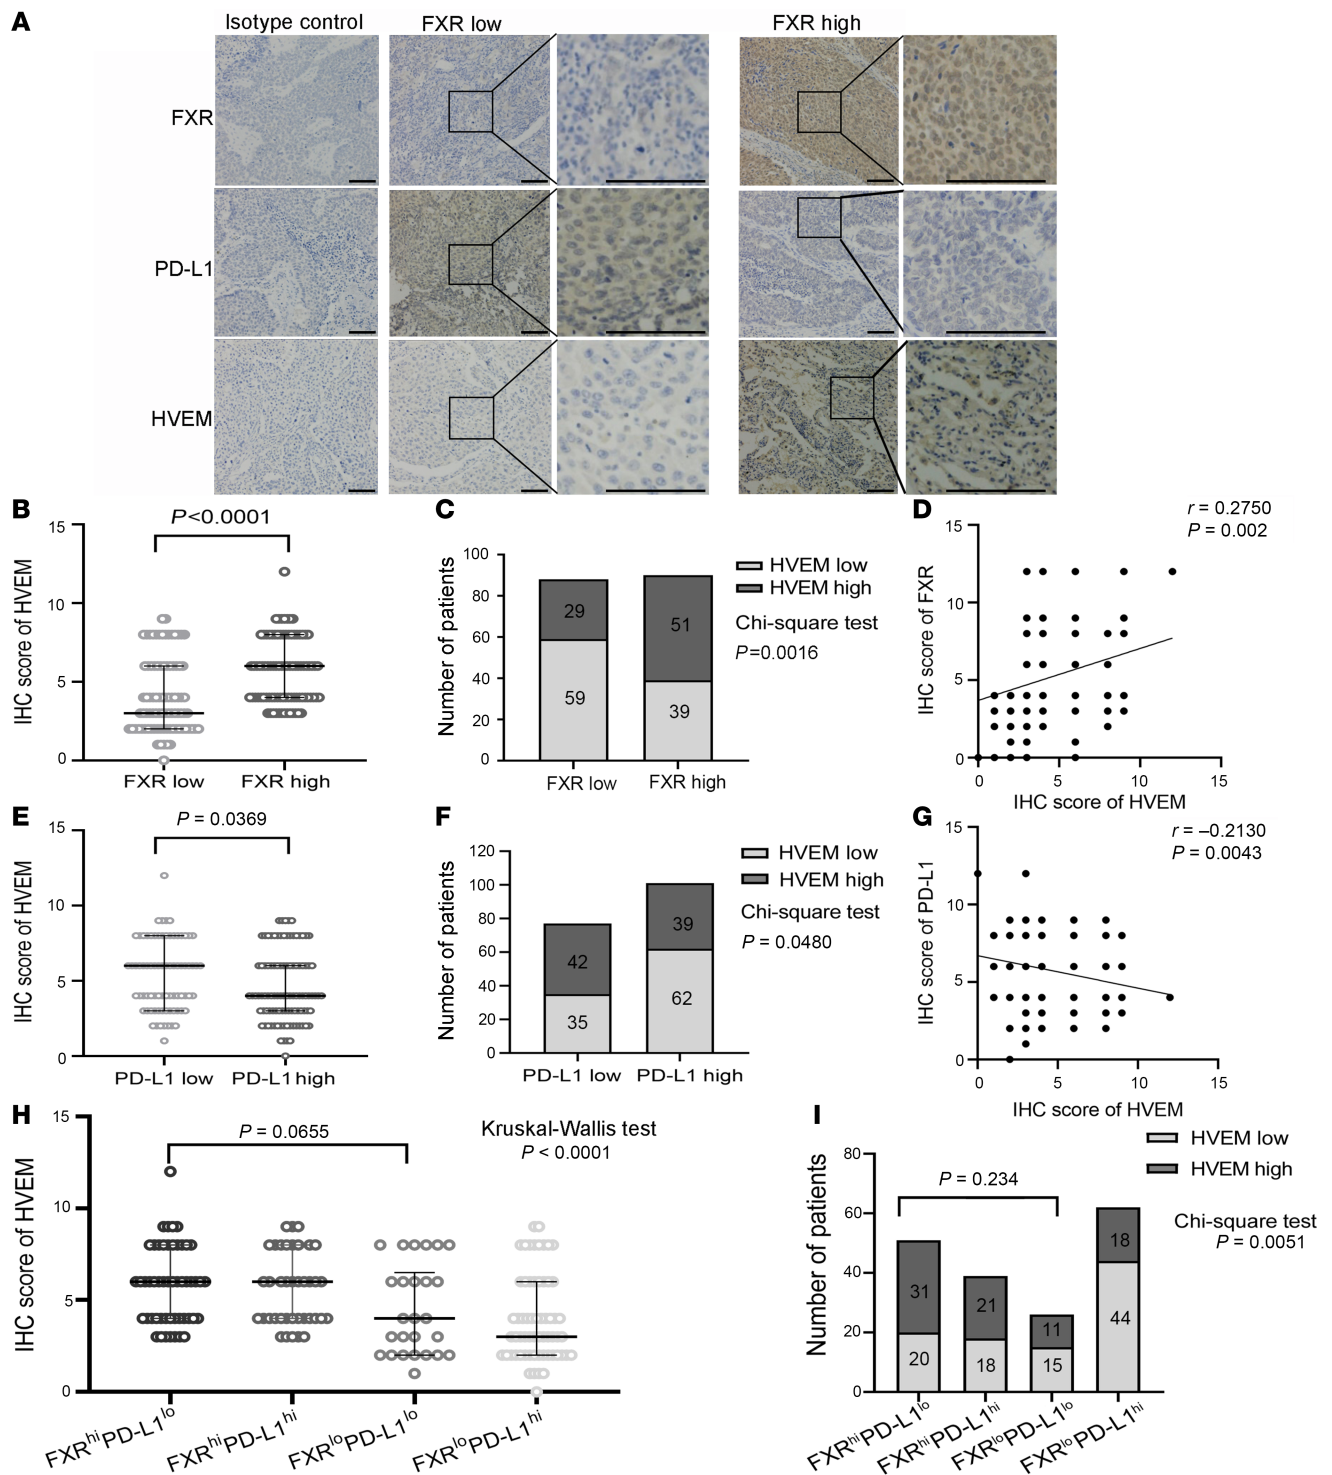 A
Isotype control
FXR low
FXR high
FXR
PD-L1
HVEM
B
IHC score of HVEM
15
10
5
0
P<0.0001
FXR low
FXR high
C
Number of patients
100
80
60
40
20
0
29
59
51
39
FXR low
FXR high
HVEM low
HVEM high
Chi-square test
P=0.0016
D
r = 0.2750
P = 0.002
IHC score of FXR
15
10
5
0
0
5
10
15
IHC score of HVEM
E
IHC score of HVEM
15
10
5
0
P = 0.0369
PD-L1 low
PD-L1 high
F
Number of patients
120
100
80
60
40
20
0
42
35
39
62
PD-L1 low
PD-L1 high
HVEM low
HVEM high
Chi-square test
P = 0.0480
G
r = –0.2130
P = 0.0043
IHC score of PD-L1
15
10
5
0
0
5
10
15
IHC score of HVEM
H
IHC score of HVEM
15
10
5
0
P = 0.0655
Kruskal-Wallis test
P < 0.0001
FXRhiPD-L1lo
FXRhiPD-L1hi
FXRloPD-L1lo
FXRloPD-L1hi
I
Number of patients
80
60
40
20
0
P = 0.234
31
20
21
18
11
15
18
44
FXRhiPD-L1lo
FXRhiPD-L1hi
FXRloPD-L1lo
FXRloPD-L1hi
HVEM low
HVEM high
Chi-square test
P = 0.0051